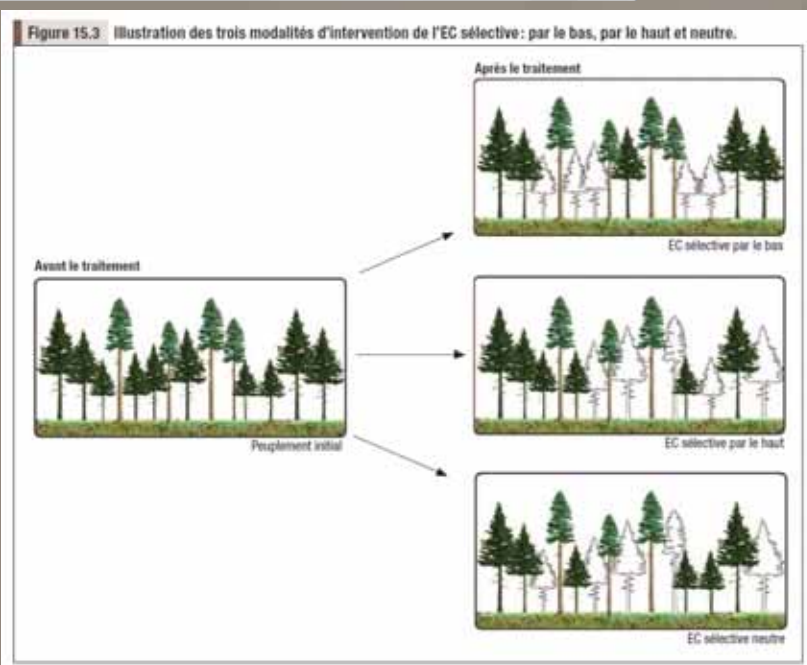 Figure 15.3 Illustration des trois modalités d'intervention de l'EC sélective : par le bas, par le haut et neutre.
Après le traitement
EC sélective par le bas
Avant le traitement
Peuplement initial
EC sélective par le haut
EC sélective neutre